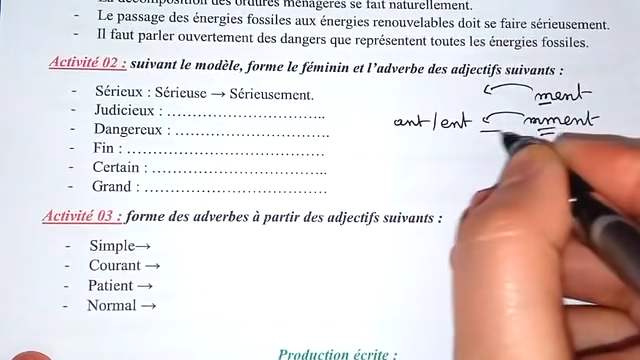 La décomposition des ordures ménagères se fait naturellement.
- Le passage des énergies fossiles aux énergies renouvelables doit se faire sérieusement.
- Il faut parler ouvertement des dangers que représentent toutes les énergies fossiles.
Activité 02 : suivant le modèle, forme le féminin et l'adverbe des adjectifs suivants :
- Sérieux : Sérieuse → Sérieusement.
- Judicieux : …………………………..
- Dangereux : ………………………….
- Fin : …………………………………
- Certain : ……………………………..
- Grand : ………………………………
ment
ant/ent mment
Activité 03 : forme des adverbes à partir des adjectifs suivants :
- Simple→
- Courant →
- Patient →
- Normal →
Production écrite :